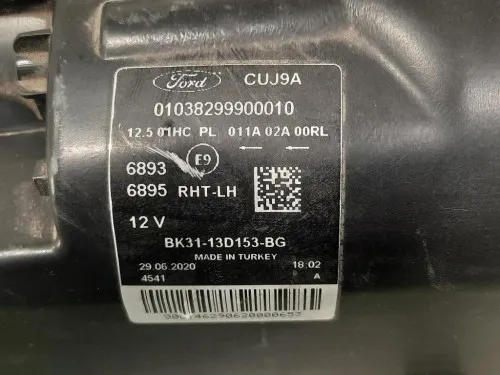 Ford CUJ9A
01038299900010
12.5 01HC PL 011A 02A 00RL
6893 E9
6895 RHT-LH
12 V
BK31-13D153-BG
MADE IN TURKEY
29.06.2020 18:02
4541 A